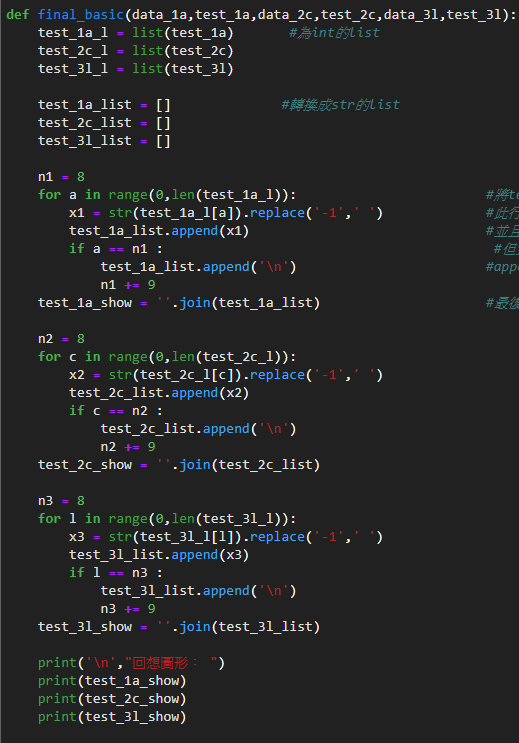 def final_basic(data_1a,test_1a,data_2c,test_2c,data_3l,test_3l):
    test_1a_l = list(test_1a)       #為int的list
    test_2c_l = list(test_2c)
    test_3l_l = list(test_3l)

    test_1a_list = []              #轉換成str的list
    test_2c_list = []
    test_3l_list = []

    n1 = 8
    for a in range(0,len(test_1a_l)):                        #將te
        x1 = str(test_1a_l[a]).replace('-1',' ')             #此行
        test_1a_list.append(x1)                              #並且
        if a == n1 :                                          #但
            test_1a_list.append('\n')                        #appe
            n1 += 9
    test_1a_show = ''.join(test_1a_list)                     #最後

    n2 = 8
    for c in range(0,len(test_2c_l)):
        x2 = str(test_2c_l[c]).replace('-1',' ')
        test_2c_list.append(x2)
        if c == n2 :
            test_2c_list.append('\n')
            n2 += 9
    test_2c_show = ''.join(test_2c_list)

    n3 = 8
    for l in range(0,len(test_3l_l)):
        x3 = str(test_3l_l[l]).replace('-1',' ')
        test_3l_list.append(x3)
        if l == n3 :
            test_3l_list.append('\n')
            n3 += 9
    test_3l_show = ''.join(test_3l_list)

    print('\n',"回想圖形： ")
    print(test_1a_show)
    print(test_2c_show)
    print(test_3l_show)